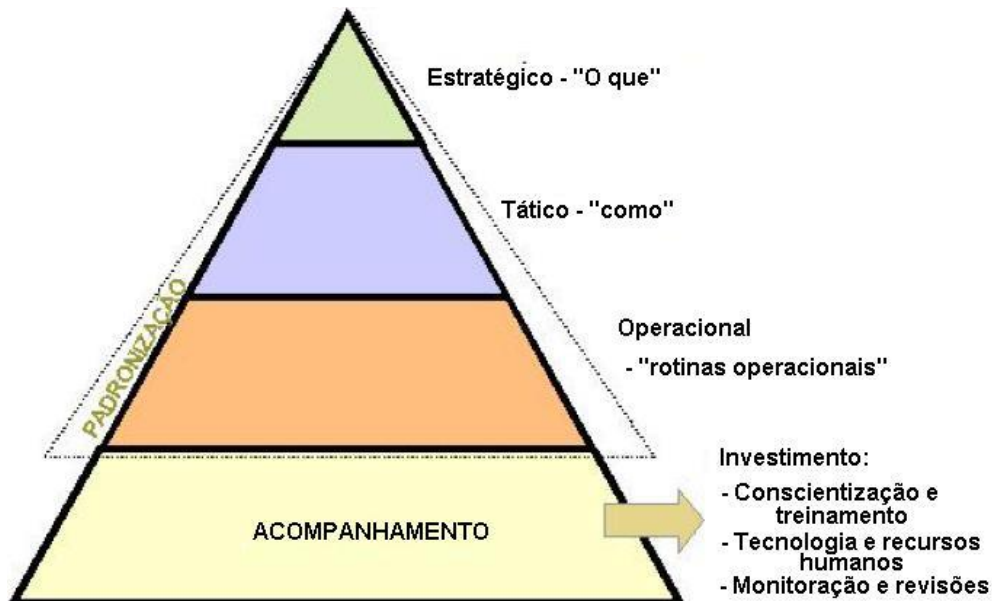 Estratégico - "O que"
Tático - "como"
PADRONIZAÇÃO
Operacional
- "rotinas operacionais"
ACOMPANHAMENTO
Investimento:
- Conscientização e
treinamento
- Tecnologia e recursos
humanos
- Monitoração e revisões